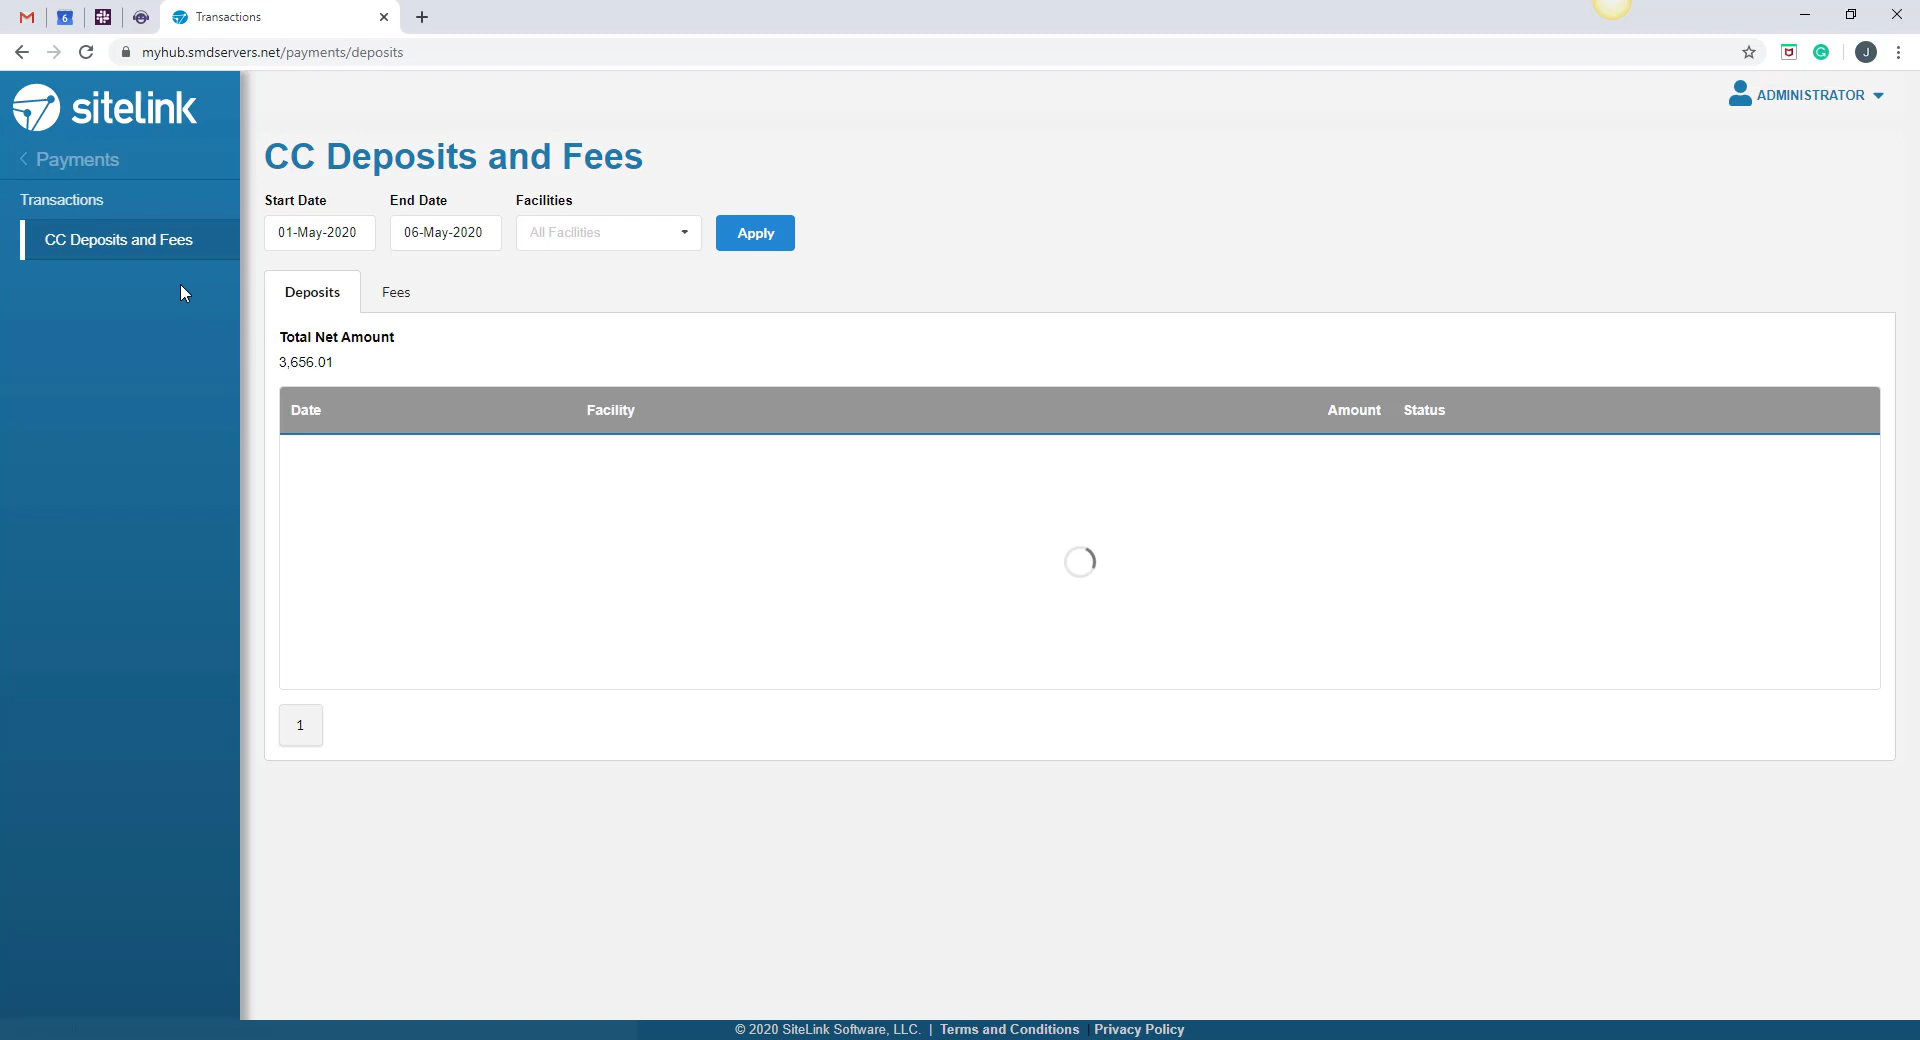 6
Transactions
myhub.smdservers.net/payments/deposits
J
sitelink
ADMINISTRATOR
Payments
Transactions
CC Deposits and Fees
CC Deposits and Fees
Start Date End Date Facilities
01-May-2020 06-May-2020 All Facilities Apply
Deposits Fees
Total Net Amount
3,656.01
Date Facility Amount Status
1
© 2020 SiteLink Software, LLC. | Terms and Conditions | Privacy Policy